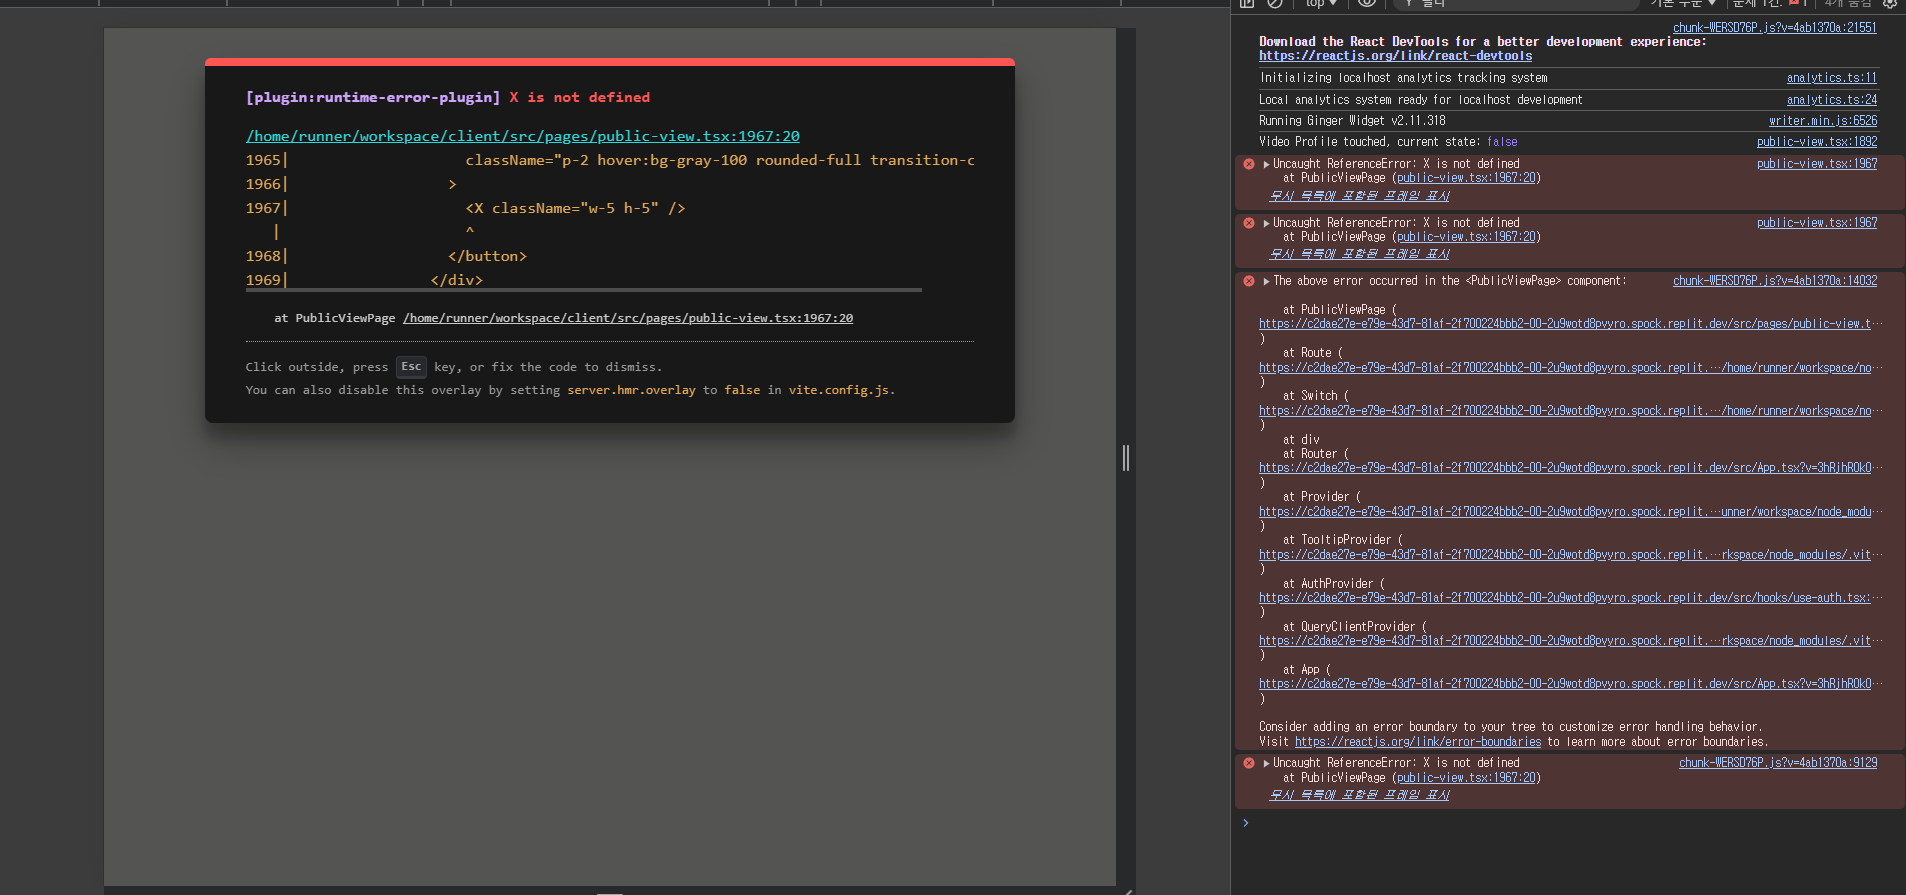 [plugin:runtime-error-plugin] X is not defined
/home/runner/workspace/client/src/pages/public-view.tsx:1967:20
1965|                     className="p-2 hover:bg-gray-100 rounded-full transition-c
1966|                   >
1967|                     <X className="w-5 h-5" />
    |                     ^
1968|                   </button>
1969|                 </div>
at PublicViewPage /home/runner/workspace/client/src/pages/public-view.tsx:1967:20
Click outside, press Esc key, or fix the code to dismiss.
You can also disable this overlay by setting server.hmr.overlay to false in vite.config.js.
top
chunk-WERSD76P.js?v=4ab1370a:21551
Download the React DevTools for a better development experience:
https://reactjs.org/link/react-devtools
Initializing localhost analytics tracking system analytics.ts:11
Local analytics system ready for localhost development analytics.ts:24
Running Ginger Widget v2.11.318 writer.min.js:6526
Video Profile touched, current state: false public-view.tsx:1892
Uncaught ReferenceError: X is not defined public-view.tsx:1967
at PublicViewPage (public-view.tsx:1967:20)
무시 목록에 포함된 프레임 표시
Uncaught ReferenceError: X is not defined public-view.tsx:1967
at PublicViewPage (public-view.tsx:1967:20)
무시 목록에 포함된 프레임 표시
The above error occurred in the <PublicViewPage> component: chunk-WERSD76P.js?v=4ab1370a:14032
at PublicViewPage (
https://c2dae27e-e79e-43d7-81af-2f700224bbb2-00-2u9wotd8pvyro.spock.replit.dev/src/pages/public-view.t…
)
at Route (
https://c2dae27e-e79e-43d7-81af-2f700224bbb2-00-2u9wotd8pvyro.spock.replit.…/home/runner/workspace/no…
)
at Switch (
https://c2dae27e-e79e-43d7-81af-2f700224bbb2-00-2u9wotd8pvyro.spock.replit.…/home/runner/workspace/no…
)
at div
at Router (
https://c2dae27e-e79e-43d7-81af-2f700224bbb2-00-2u9wotd8pvyro.spock.replit.dev/src/App.tsx?v=3hRjhROkO…
)
at Provider (
https://c2dae27e-e79e-43d7-81af-2f700224bbb2-00-2u9wotd8pvyro.spock.replit.…unner/workspace/node_modu…
)
at TooltipProvider (
https://c2dae27e-e79e-43d7-81af-2f700224bbb2-00-2u9wotd8pvyro.spock.replit.…rkspace/node_modules/.vit…
)
at AuthProvider (
https://c2dae27e-e79e-43d7-81af-2f700224bbb2-00-2u9wotd8pvyro.spock.replit.dev/src/hooks/use-auth.tsx:…
)
at QueryClientProvider (
https://c2dae27e-e79e-43d7-81af-2f700224bbb2-00-2u9wotd8pvyro.spock.replit.…rkspace/node_modules/.vit…
)
at App (
https://c2dae27e-e79e-43d7-81af-2f700224bbb2-00-2u9wotd8pvyro.spock.replit.dev/src/App.tsx?v=3hRjhROkO…
)
Consider adding an error boundary to your tree to customize error handling behavior.
Visit https://reactjs.org/link/error-boundaries to learn more about error boundaries.
Uncaught ReferenceError: X is not defined chunk-WERSD76P.js?v=4ab1370a:9129
at PublicViewPage (public-view.tsx:1967:20)
무시 목록에 포함된 프레임 표시